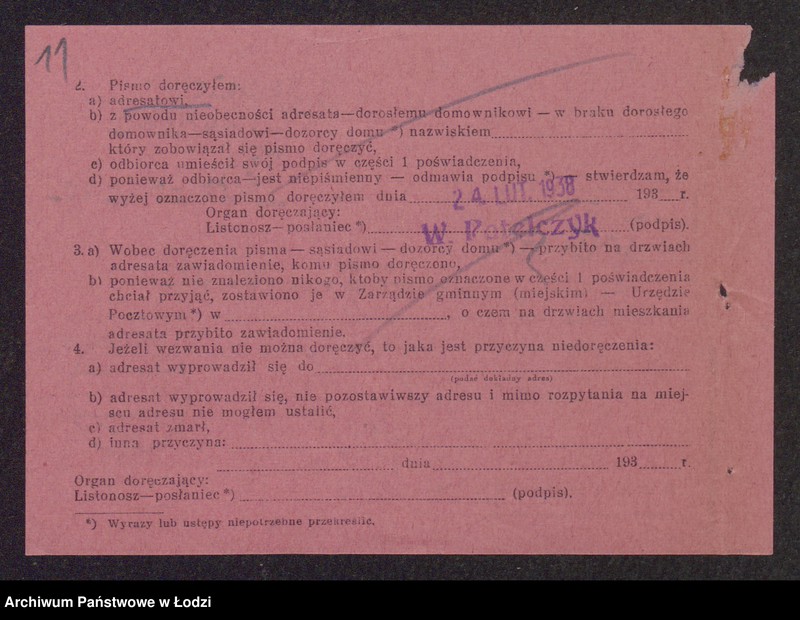 11
2. Pismo doręczyłem:
a) adresatowi,
b) z powodu nieobecności adresata—dorosłemu domownikowi — w braku dorosłego
domownika—sąsiadowi—dozorcy domu *) nazwiskiem
który zobowiązał się pismo doręczyć,
c) odbiorca umieścił swój podpis w części 1 poświadczenia,
d) ponieważ odbiorca—jest niepiśmienny — odmawia podpisu *) — stwierdzam, że
wyżej oznaczone pismo doręczyłem dnia 24. LUT. 1938 193 r.
Organ doręczający:
Listonosz—posłaniec *) W. (podpis).
3. a) Wobec doręczenia pisma — sąsiadowi — dozorcy domu *) — przybito na drzwiach
adresata zawiadomienie, komu pismo doręczono,
b) ponieważ nie znaleziono nikogo, ktoby pismo oznaczone w części 1 poświadczenia
chciał przyjąć, zostawiono je w Zarządzie gminnym (miejskim) — Urzędzie
Pocztowym *) w , o czem na drzwiach mieszkania
adresata przybito zawiadomienie.
4. Jeżeli wezwania nie można doręczyć, to jaka jest przyczyna niedoręczenia:
a) adresat wyprowadził się do
(podać dokładny adres)
b) adresat wyprowadził się, nie pozostawiwszy adresu i mimo rozpytania na miej-
scu adresu nie mogłem ustalić,
c) adresat zmarł,
d) inna przyczyna:
dnia 193 r.
Organ doręczający:
Listonosz—posłaniec *) (podpis).
*) Wyrazy lub ustępy niepotrzebne przekreślić.
Archiwum Państwowe w Łodzi